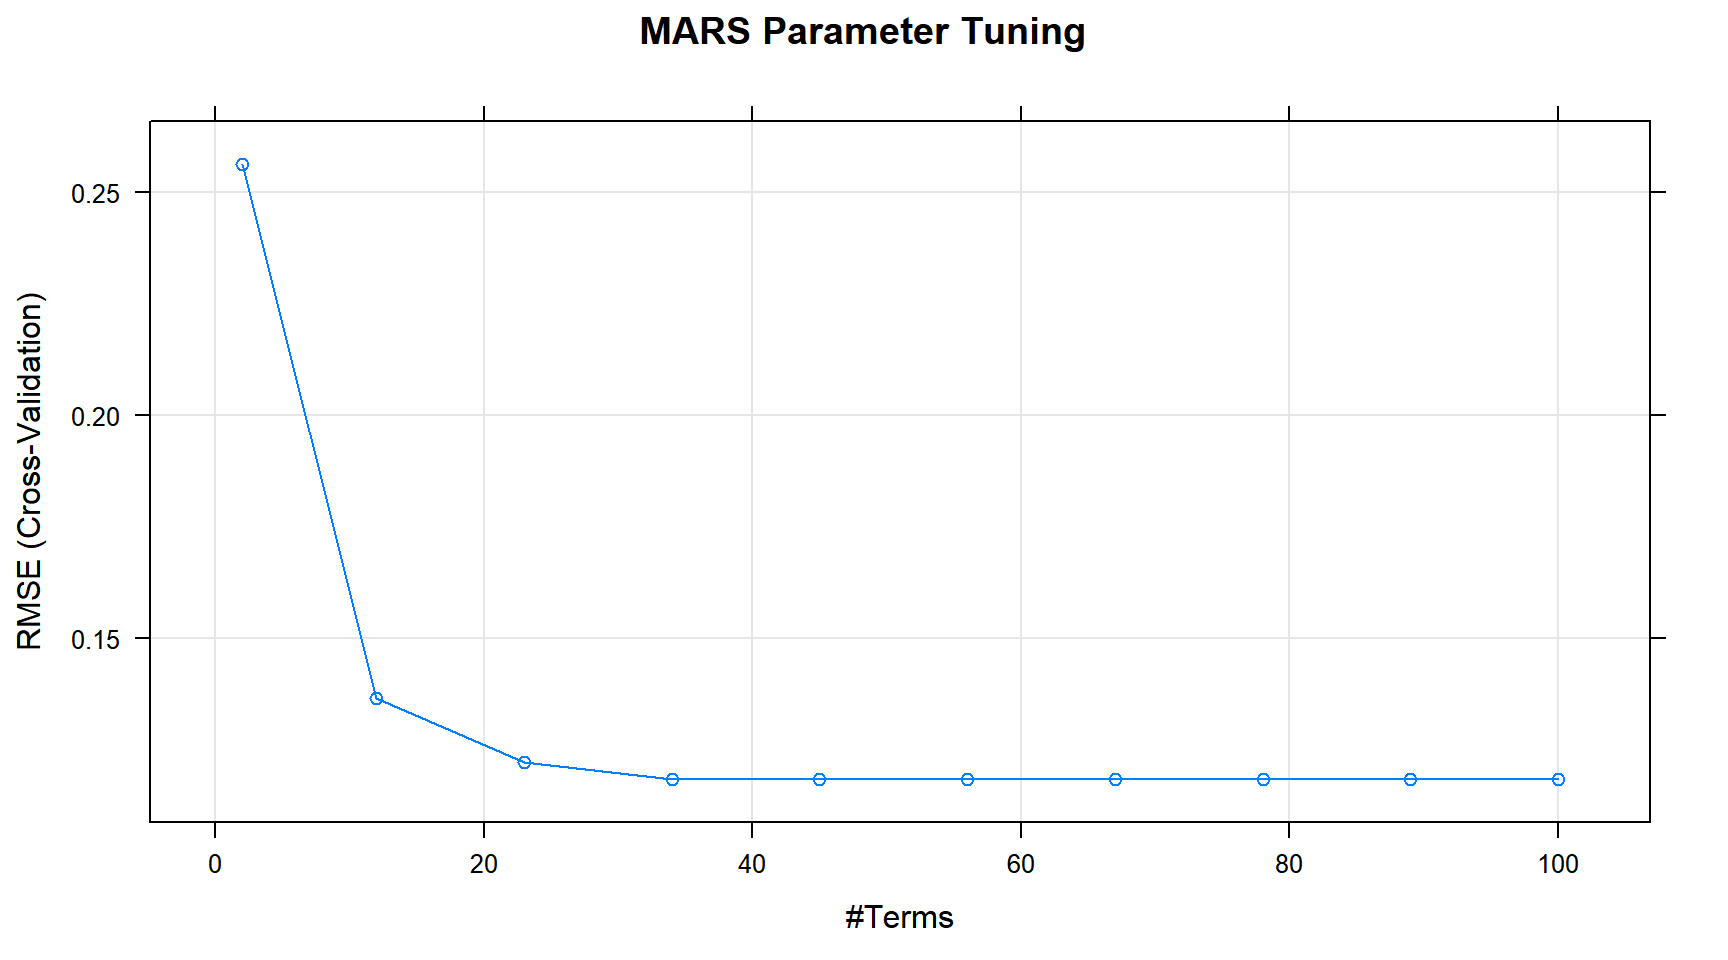 MARS Parameter Tuning
RMSE (Cross-Validation)
0.25
0.20
0.15
0 20 40 60 80 100
#Terms